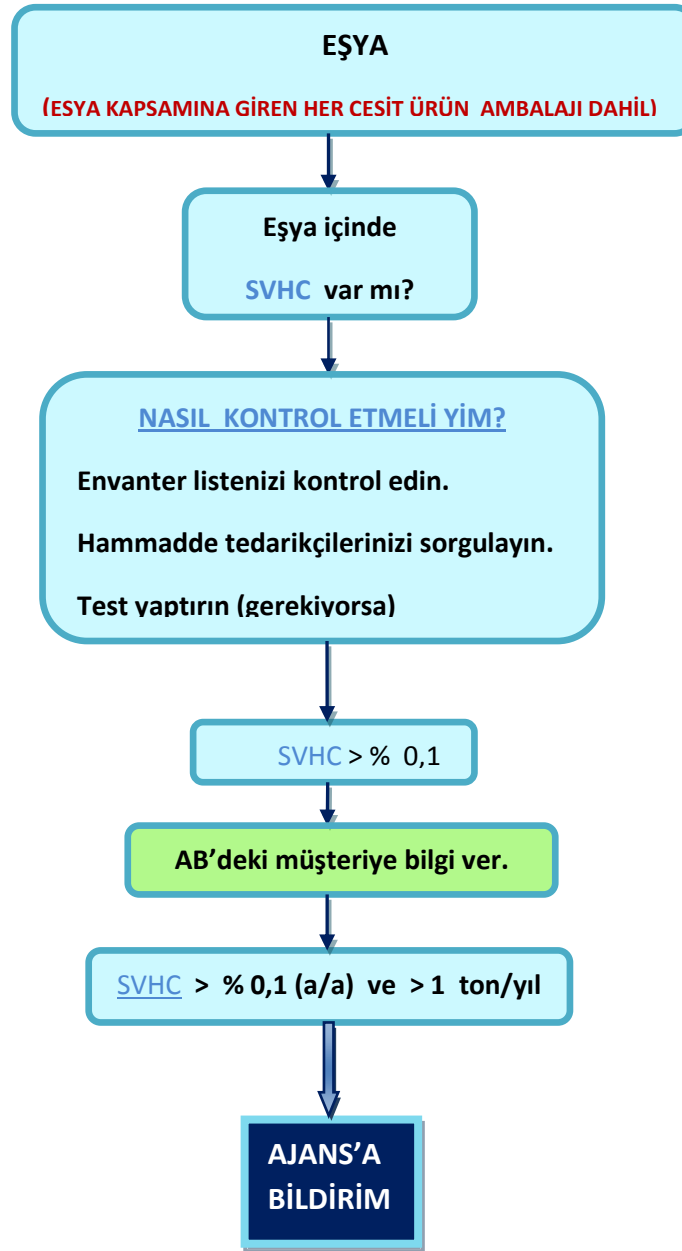 EŞYA
(ESYA KAPSAMINA GİREN HER CESİT ÜRÜN AMBALAJI DAHİL)
Eşya içinde
SVHC var mı?
NASIL KONTROL ETMELİ YİM?
Envanter listenizi kontrol edin.
Hammadde tedarikçilerinizi sorgulayın.
Test yaptırın (gerekiyorsa)
SVHC > % 0,1
AB’deki müşteriye bilgi ver.
SVHC > % 0,1 (a/a) ve > 1 ton/yıl
AJANS’A
BİLDİRİM